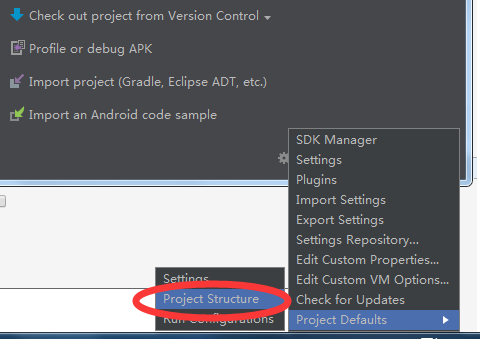 Check out project from Version Control
Profile or debug APK
Import project (Gradle, Eclipse ADT, etc.)
Import an Android code sample
SDK Manager
Settings
Plugins
Import Settings
Export Settings
Settings Repository...
Edit Custom Properties...
Edit Custom VM Options...
Check for Updates
Project Defaults
Settings
Project Structure
Run Configurations